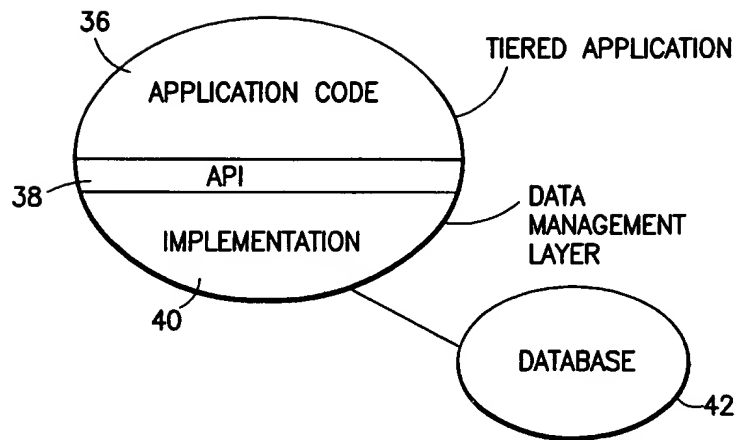 36
TIERED APPLICATION
APPLICATION CODE
API
38
DATA
MANAGEMENT
LAYER
IMPLEMENTATION
40
DATABASE
42